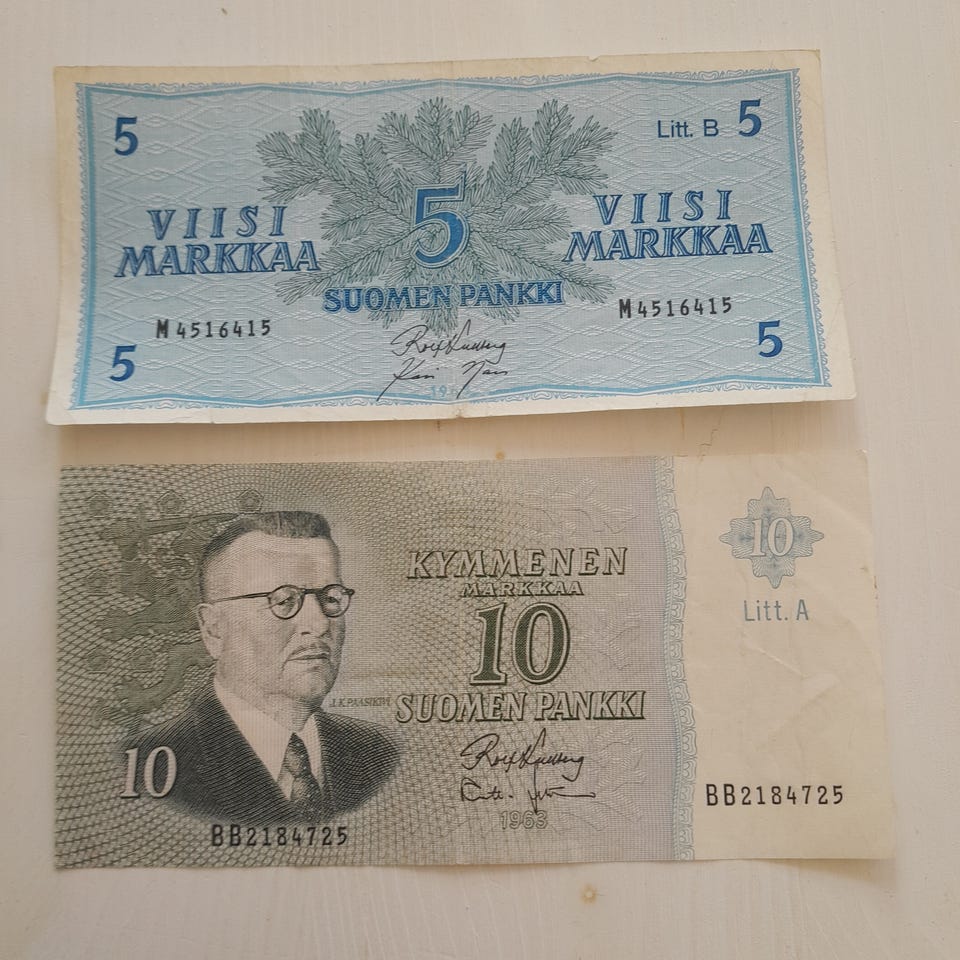 5
Litt. B 5
VIISI
MARKKAA
5
VIISI
MARKKAA
SUOMEN PANKKI
M4516415
M4516415
5
5
10
Litt. A
KYMMENEN
MARKKAA
10
J.K.PAASIKIVI
SUOMEN PANKKI
10
1963
BB2184725
BB2184725